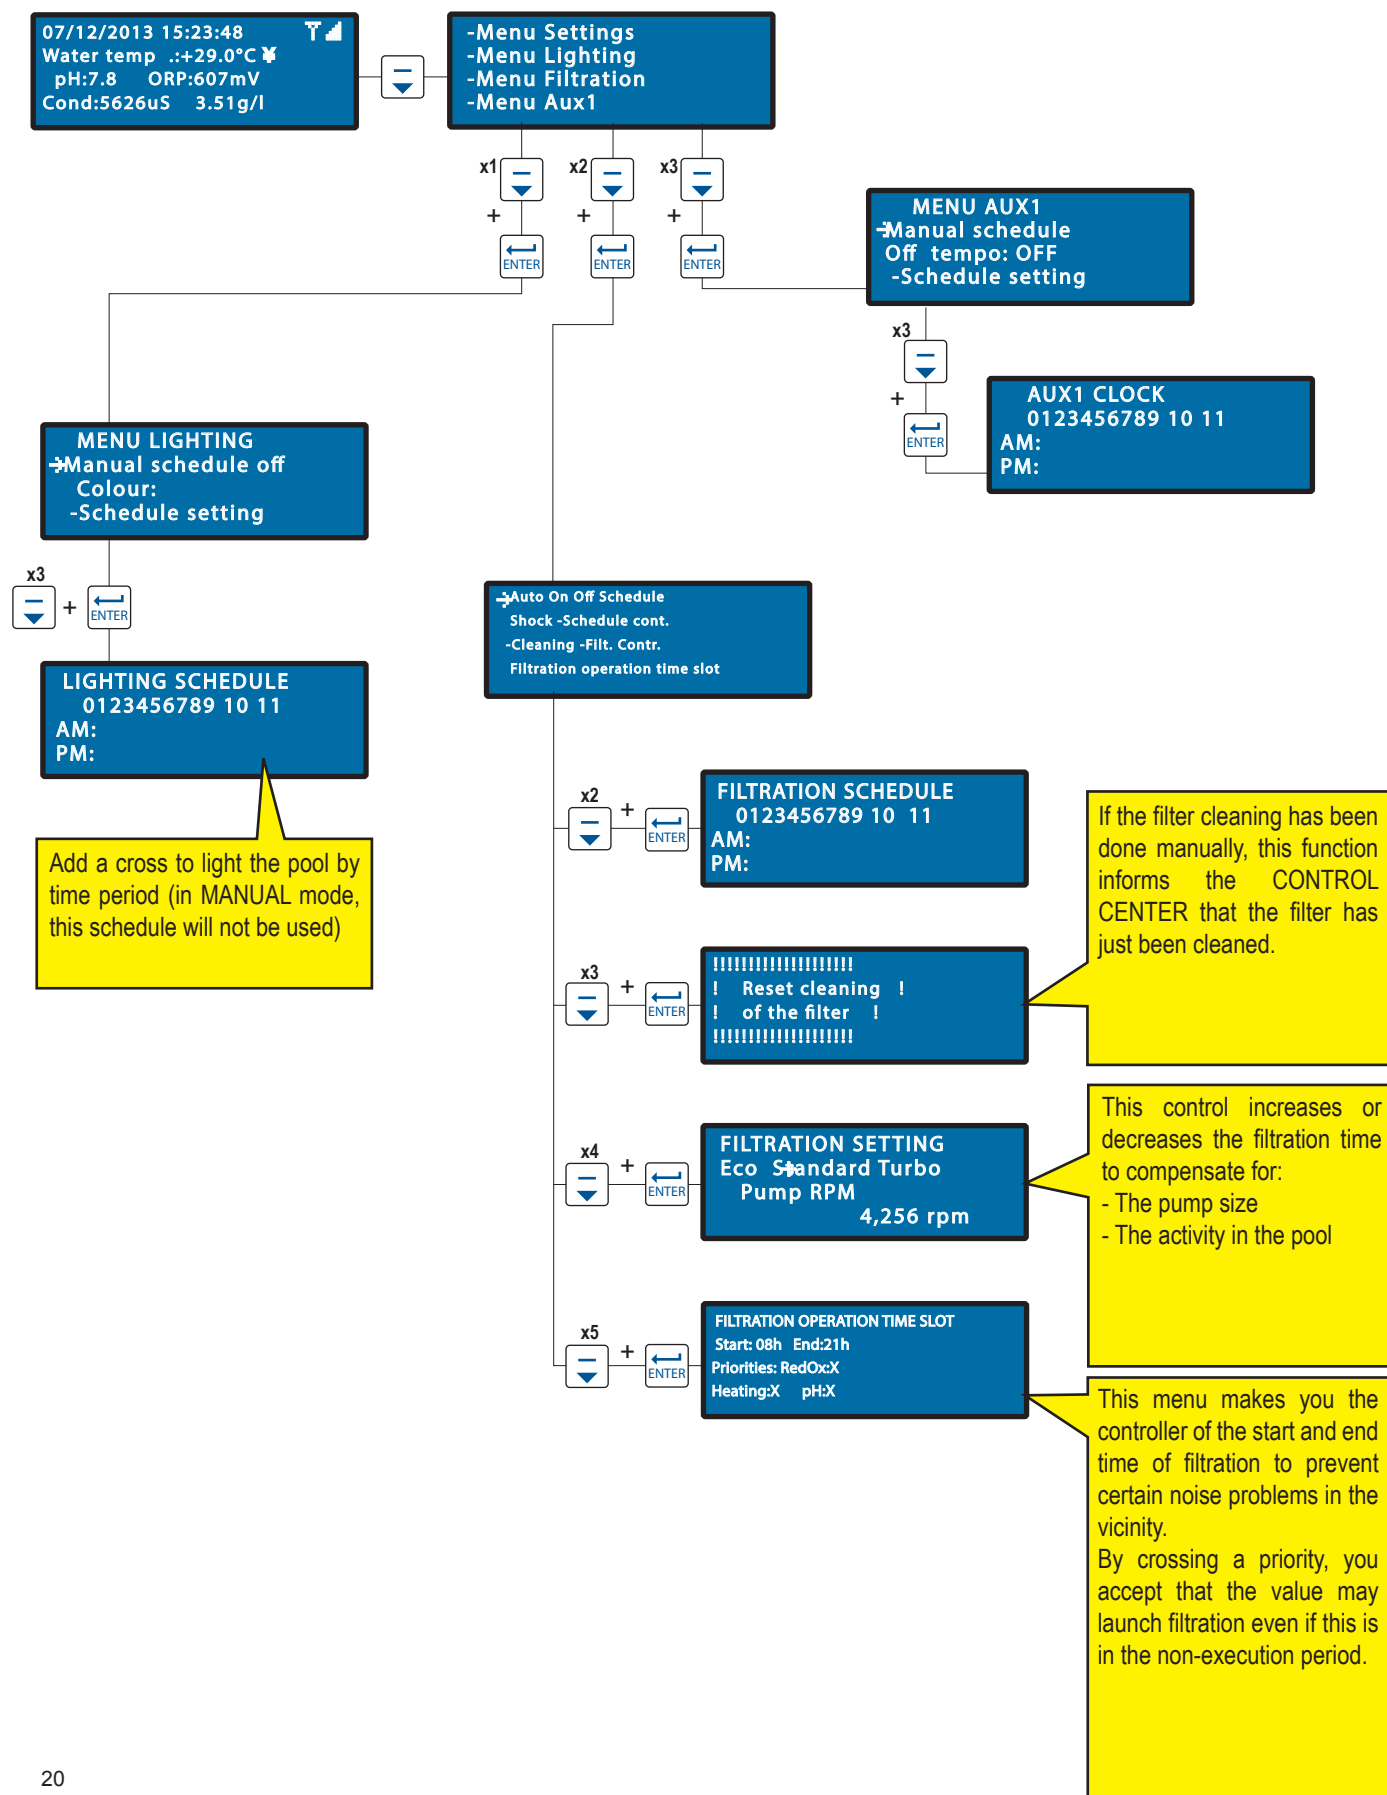 07/12/2013 15:23:48
Water temp .:+29.0°C ¥
pH:7.8 ORP:607mV
Cond:5626uS 3.51g/l
-Menu Settings
-Menu Lighting
-Menu Filtration
-Menu Aux1
x1
+
ENTER
x2
+
ENTER
x3
+
ENTER
MENU AUX1
Manual schedule
Off tempo: OFF
-Schedule setting
x3
+
ENTER
AUX1 CLOCK
0123456789 10 11
AM:
PM:
MENU LIGHTING
Manual schedule off
Colour:
-Schedule setting
x3
+
ENTER
LIGHTING SCHEDULE
0123456789 10 11
AM:
PM:
Add a cross to light the pool by
time period (in MANUAL mode,
this schedule will not be used)
Auto On Off Schedule
Shock -Schedule cont.
-Cleaning -Filt. Contr.
Filtration operation time slot
x2
+
ENTER
FILTRATION SCHEDULE
0123456789 10 11
AM:
PM:
x3
+
ENTER
!!!!!!!!!!!!!!!!!!!!
! Reset cleaning !
! of the filter !
!!!!!!!!!!!!!!!!!!!!
If the filter cleaning has been
done manually, this function
informs the CONTROL
CENTER that the filter has
just been cleaned.
x4
+
ENTER
FILTRATION SETTING
Eco Standard Turbo
Pump RPM
4,256 rpm
This control increases or
decreases the filtration time
to compensate for:
- The pump size
- The activity in the pool
x5
+
ENTER
FILTRATION OPERATION TIME SLOT
Start: 08h End:21h
Priorities: RedOx:X
Heating:X pH:X
This menu makes you the
controller of the start and end
time of filtration to prevent
certain noise problems in the
vicinity.
By crossing a priority, you
accept that the value may
launch filtration even if this is
in the non-execution period.
20